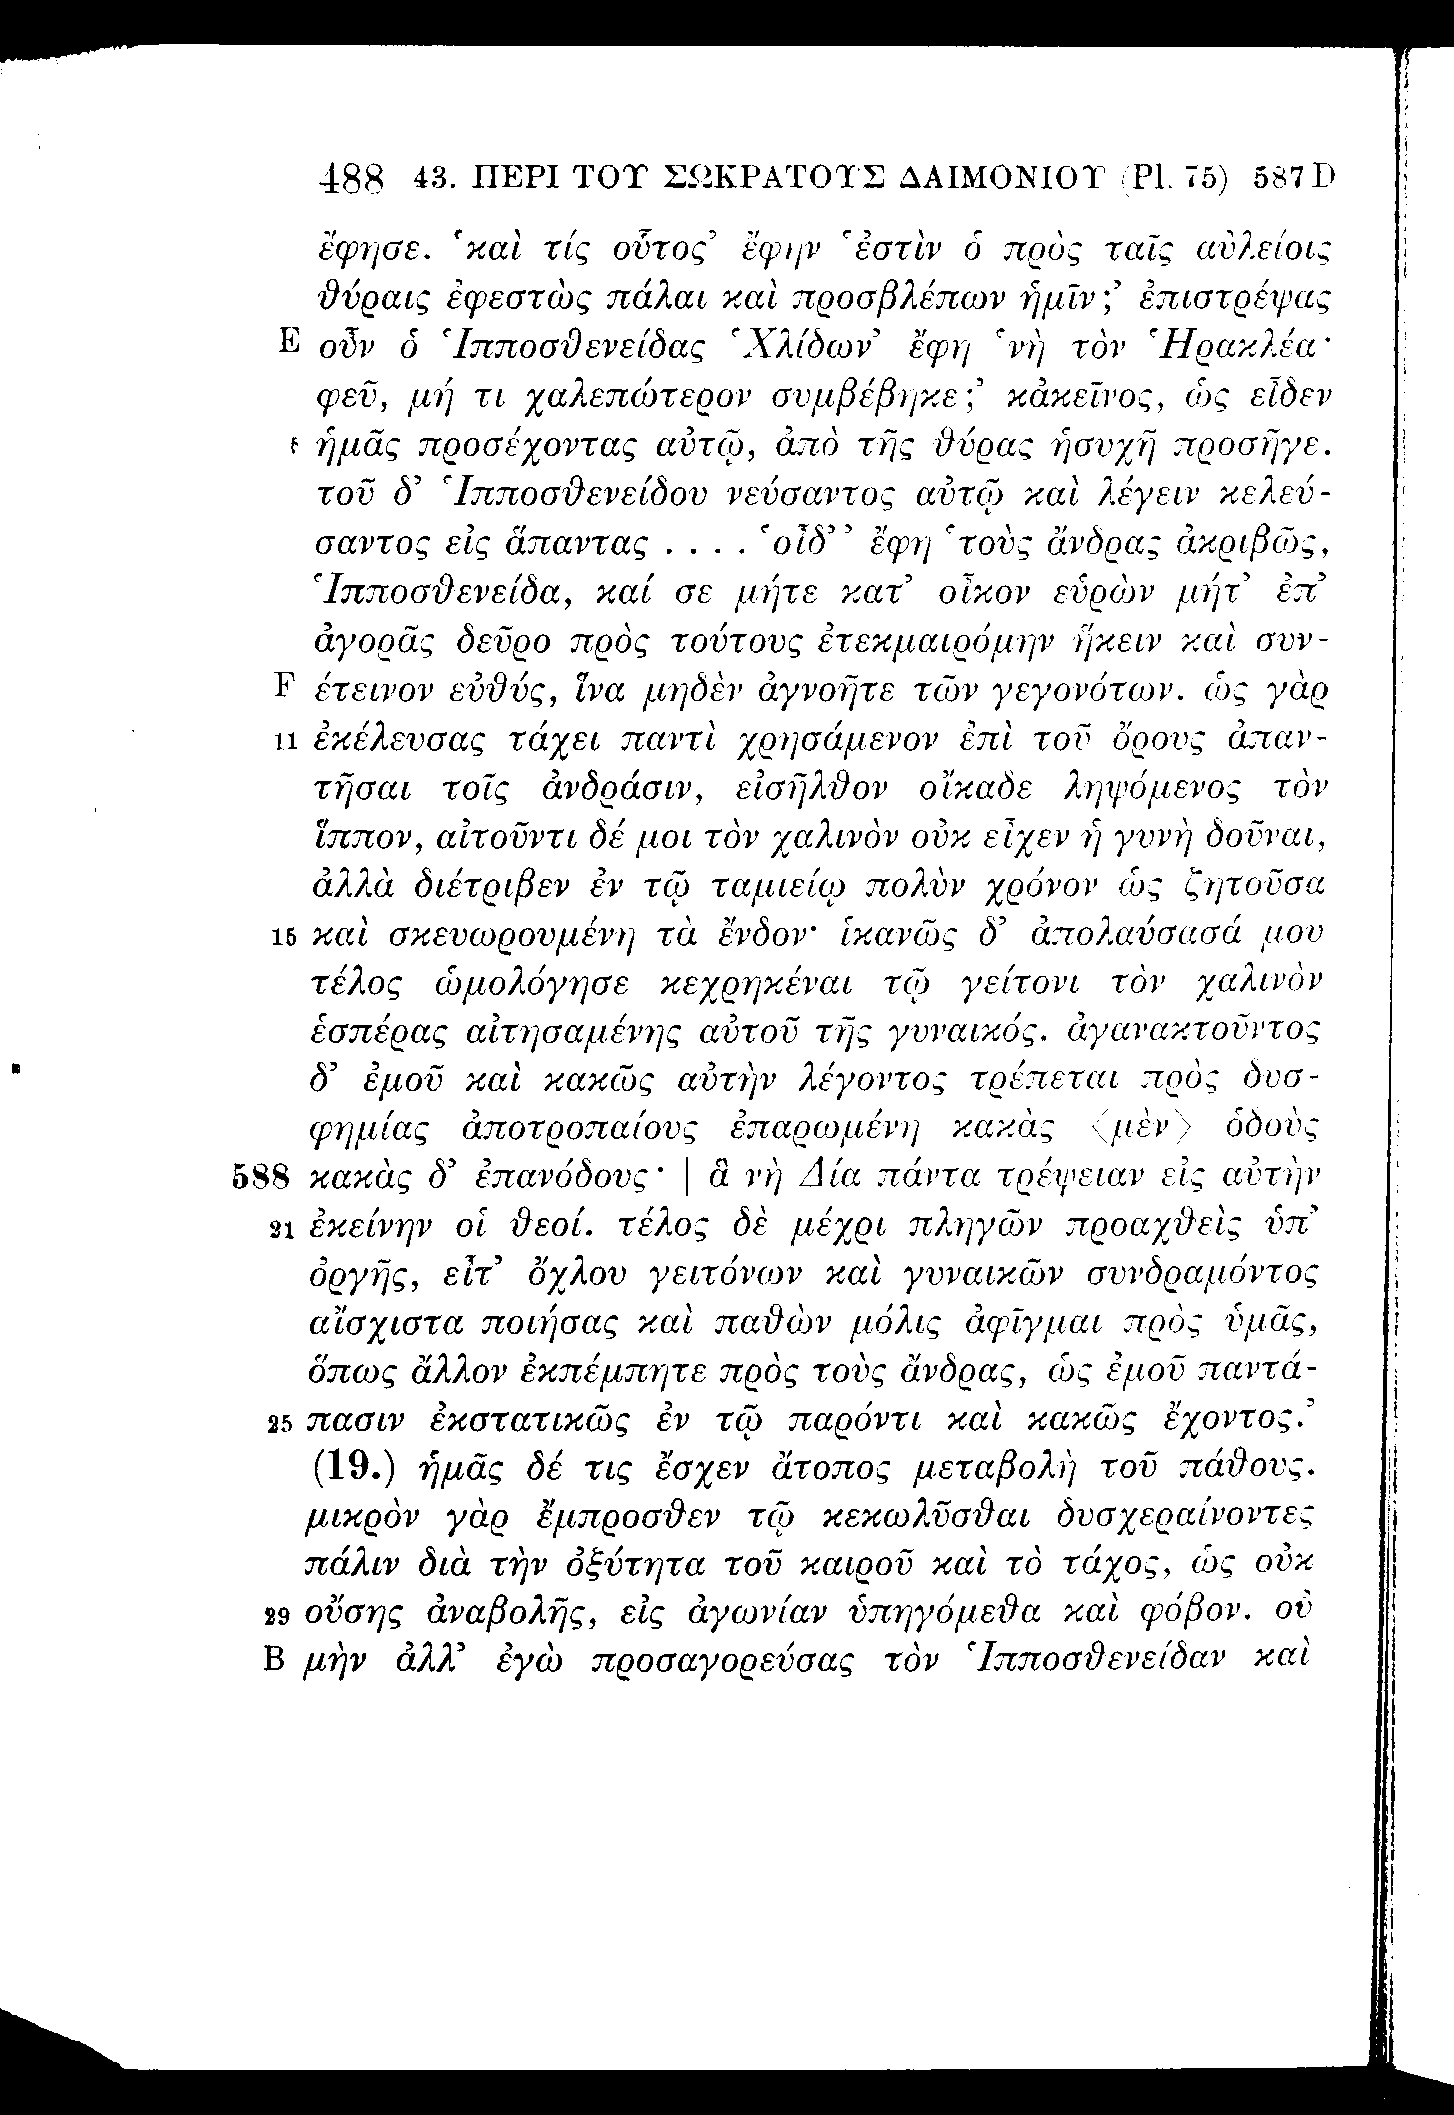 488 43. ΠΕΡΙ ΤΟΥ ΣΩΚΡΑΤΟΥΣ ΔΑΙΜΟΝΙΟΥ (Pl. 75) 587 D
ἔφησε. ‘καὶ τίς οὗτος’ ἔφην ‘ἐστὶν ὁ πρὸς ταῖς αὐλείοις
θύραις ἐφεστὼς πάλαι καὶ προσβλέπων ἡμῖν;’ ἐπιστρέψας
E οὖν ὁ Ἱπποσθενείδας ‘Χλίδων’ ἔφη ‘νὴ τὸν Ἡρακλέα·
φεῦ, μή τι χαλεπώτερον συμβέβηκε;’ κἀκεῖνος, ὡς εἶδεν
5 ἡμᾶς προσέχοντας αὐτῷ, ἀπὸ τῆς θύρας ἡσυχῆ προσῆγε.
τοῦ δ’ Ἱπποσθενείδου νεύσαντος αὐτῷ καὶ λέγειν κελεύ-
σαντος εἰς ἅπαντας . . . . ‘οἶδ’’ ἔφη ‘τοὺς ἄνδρας ἀκριβῶς,
Ἱπποσθενείδα, καί σε μήτε κατ’ οἶκον εὑρὼν μήτ’ ἐπ’
ἀγορᾶς δεῦρο πρὸς τούτους ἐτεκμαιρόμην ἥκειν καὶ συν-
F έτεινον εὐθύς, ἵνα μηδὲν ἀγνοῆτε τῶν γεγονότων. ὡς γὰρ
11 ἐκέλευσας τάχει παντὶ χρησάμενον ἐπὶ τοῦ ὄρους ἀπαν-
τῆσαι τοῖς ἀνδράσιν, εἰσῆλθον οἴκαδε ληψόμενος τὸν
ἵππον, αἰτοῦντι δέ μοι τὸν χαλινὸν οὐκ εἶχεν ἡ γυνὴ δοῦναι,
ἀλλὰ διέτριβεν ἐν τῷ ταμιείῳ πολὺν χρόνον ὡς ζητοῦσα
15 καὶ σκευωρουμένη τὰ ἔνδον· ἱκανῶς δ’ ἀπολαύσασά μου
τέλος ὡμολόγησε κεχρηκέναι τῷ γείτονι τὸν χαλινὸν
ἑσπέρας αἰτησαμένης αὐτοῦ τῆς γυναικός. ἀγανακτοῦντος
δ’ ἐμοῦ καὶ κακῶς αὐτὴν λέγοντος τρέπεται πρὸς δυσ-
φημίας ἀποτροπαίους ἐπαρωμένη κακὰς 〈μὲν〉 ὁδοὺς
588 κακὰς δ’ ἐπανόδους· | ἃ νὴ Δία πάντα τρέψειαν εἰς αὐτὴν
21 ἐκείνην οἱ θεοί. τέλος δὲ μέχρι πληγῶν προαχθεὶς ὑπ’
ὀργῆς, εἶτ’ ὄχλου γειτόνων καὶ γυναικῶν συνδραμόντος
αἴσχιστα ποιήσας καὶ παθὼν μόλις ἀφῖγμαι πρὸς ὑμᾶς,
ὅπως ἄλλον ἐκπέμπητε πρὸς τοὺς ἄνδρας, ὡς ἐμοῦ παντά-
25 πασιν ἐκστατικῶς ἐν τῷ παρόντι καὶ κακῶς ἔχοντος.’
(19.) ἡμᾶς δέ τις ἔσχεν ἄτοπος μεταβολὴ τοῦ πάθους.
μικρὸν γὰρ ἔμπροσθεν τῷ κεκωλῦσθαι δυσχεραίνοντες
πάλιν διὰ τὴν ὀξύτητα τοῦ καιροῦ καὶ τὸ τάχος, ὡς οὐκ
29 οὔσης ἀναβολῆς, εἰς ἀγωνίαν ὑπηγόμεθα καὶ φόβον. οὐ
B μὴν ἀλλ’ ἐγὼ προσαγορεύσας τὸν Ἱπποσθενείδαν καὶ